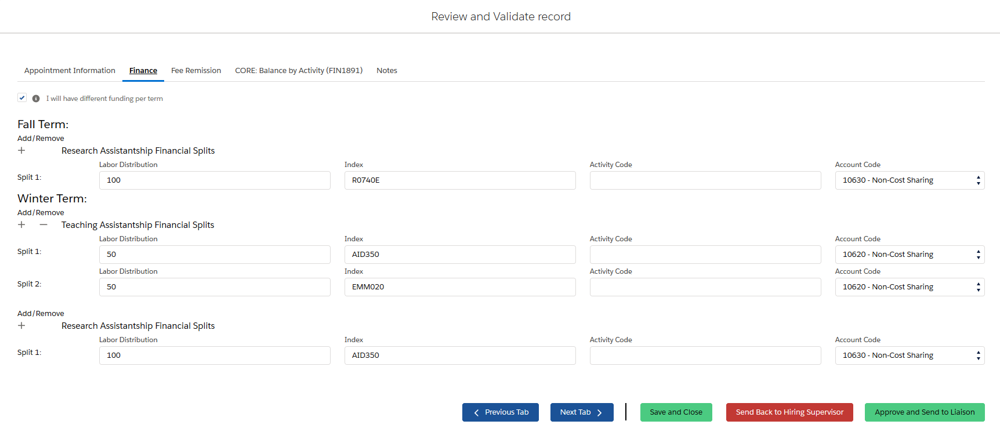 Review and Validate record
Appointment Information Finance Fee Remission CORE: Balance by Activity (FIN1891) Notes
I will have different funding per term
Fall Term:
Add/Remove
+ Research Assistantship Financial Splits
Labor Distribution Index Activity Code Account Code
Split 1: 100 R0740E 10630 - Non-Cost Sharing
Winter Term:
Add/Remove
+ − Teaching Assistantship Financial Splits
Labor Distribution Index Activity Code Account Code
Split 1: 50 AID350 10620 - Non-Cost Sharing
Labor Distribution Index Activity Code Account Code
Split 2: 50 EMM020 10620 - Non-Cost Sharing
Add/Remove
+ Research Assistantship Financial Splits
Labor Distribution Index Activity Code Account Code
Split 1: 100 AID350 10630 - Non-Cost Sharing
Previous Tab Next Tab Save and Close Send Back to Hiring Supervisor Approve and Send to Liaison